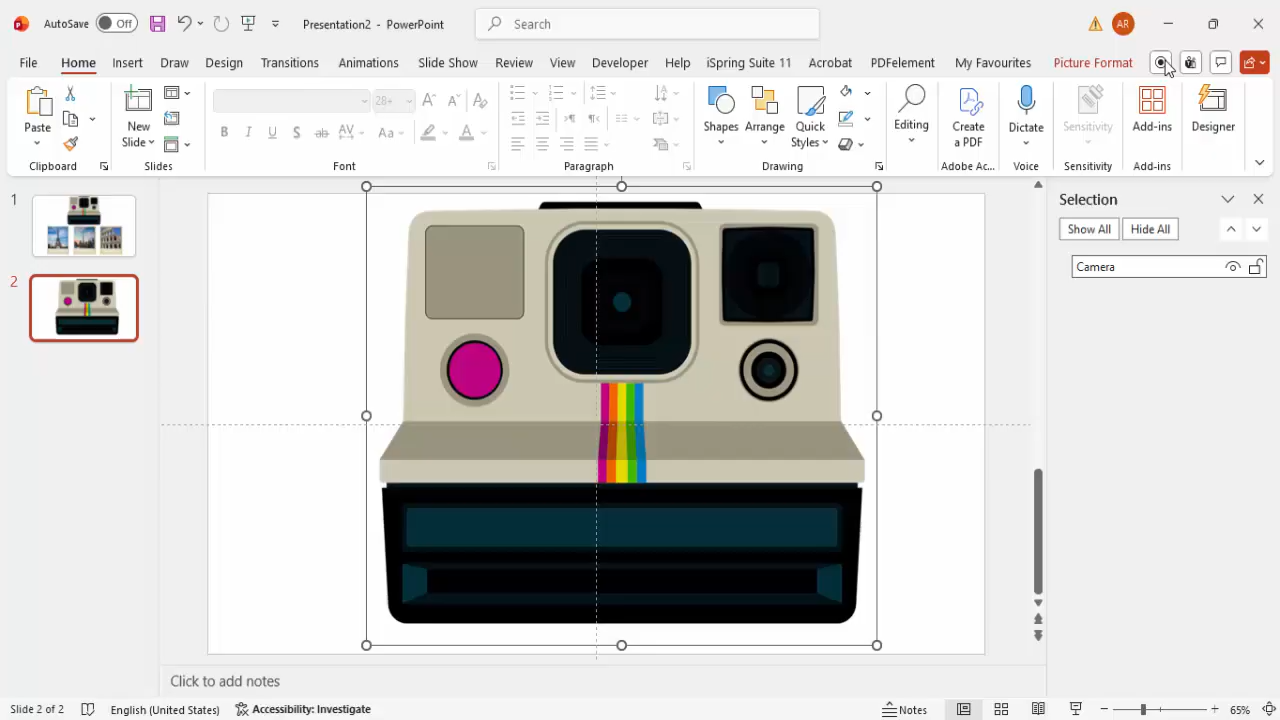 AutoSave Off Presentation2 - PowerPoint Search AR
File Home Insert Draw Design Transitions Animations Slide Show Review View Developer Help iSpring Suite 11 Acrobat PDFelement My Favourites Picture Format
Paste New Slide 28+ B I U S ab AV Aa A Shapes Arrange Quick Styles Editing Create a PDF Dictate Sensitivity Add-ins Designer
Clipboard Slides Font Paragraph Drawing Adobe Ac... Voice Sensitivity Add-ins
Selection
Show All Hide All
Camera
1
2
Click to add notes
Slide 2 of 2 English (United States) Accessibility: Investigate Notes 65%